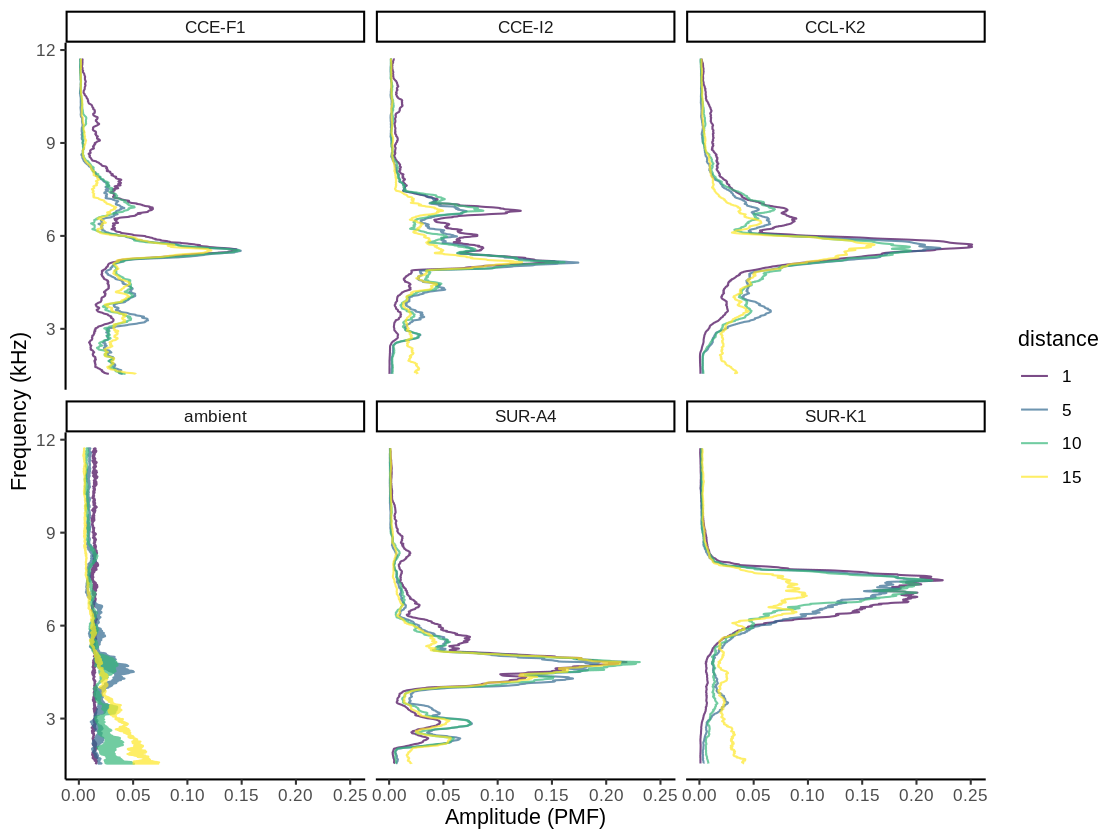 CCE-F1 CCE-I2 CCL-K2
12
9
6
3
ambient SUR-A4 SUR-K1
12
9
6
3
0.00 0.05 0.10 0.15 0.20 0.25 0.00 0.05 0.10 0.15 0.20 0.25 0.00 0.05 0.10 0.15 0.20 0.25
Amplitude (PMF)
Frequency (kHz)
distance
1
5
10
15